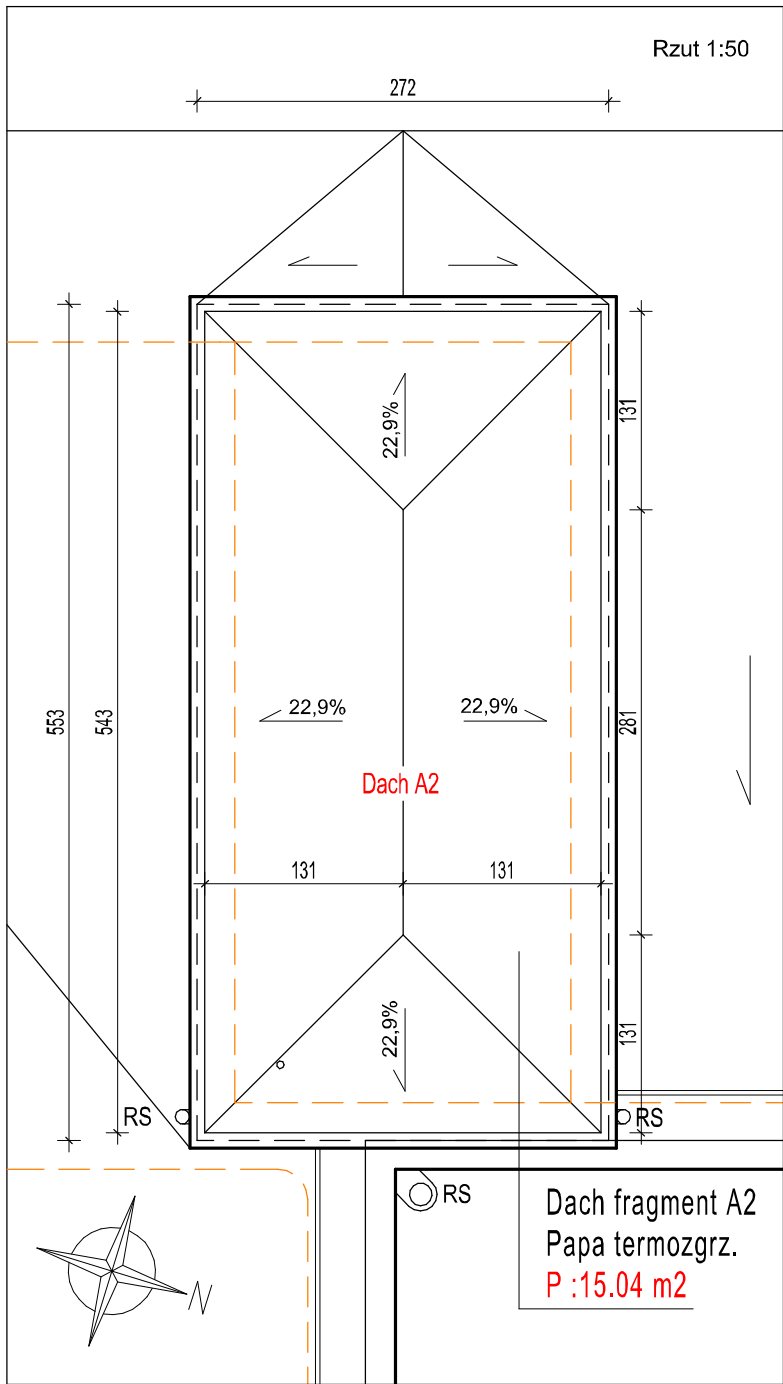 Rzut 1:50
272
131
22,9%
553
543
22,9%
22,9%
281
Dach A2
131
131
22,9%
131
RS
RS
RS
N
Dach fragment A2
Papa termozgrz.
P :15.04 m2